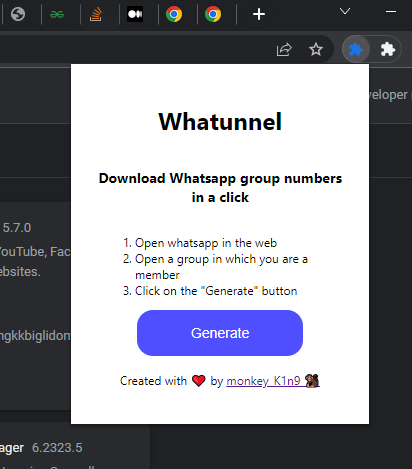 veloper
Whatunnel
Download Whatsapp group numbers
in a click
5.7.0
YouTube, Fac
ebsites.
1. Open whatsapp in the web
2. Open a group in which you are a
member
3. Click on the "Generate" button
ngkkbiglidom
Generate
Created with ❤️ by monkey_K1n9
ager 6.2323.5